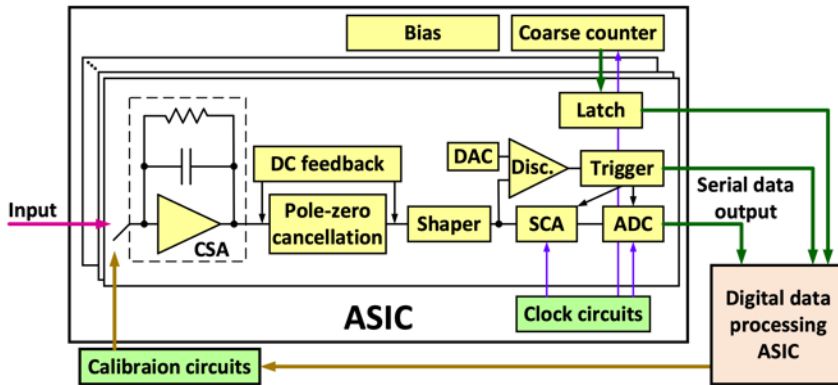 Bias
Coarse counter
Latch
DAC
Disc.
Trigger
DC feedback
Serial data
output
Input
Pole-zero
cancellation
Shaper
SCA
ADC
CSA
Digital data
processing
ASIC
Clock circuits
ASIC
Calibraion circuits